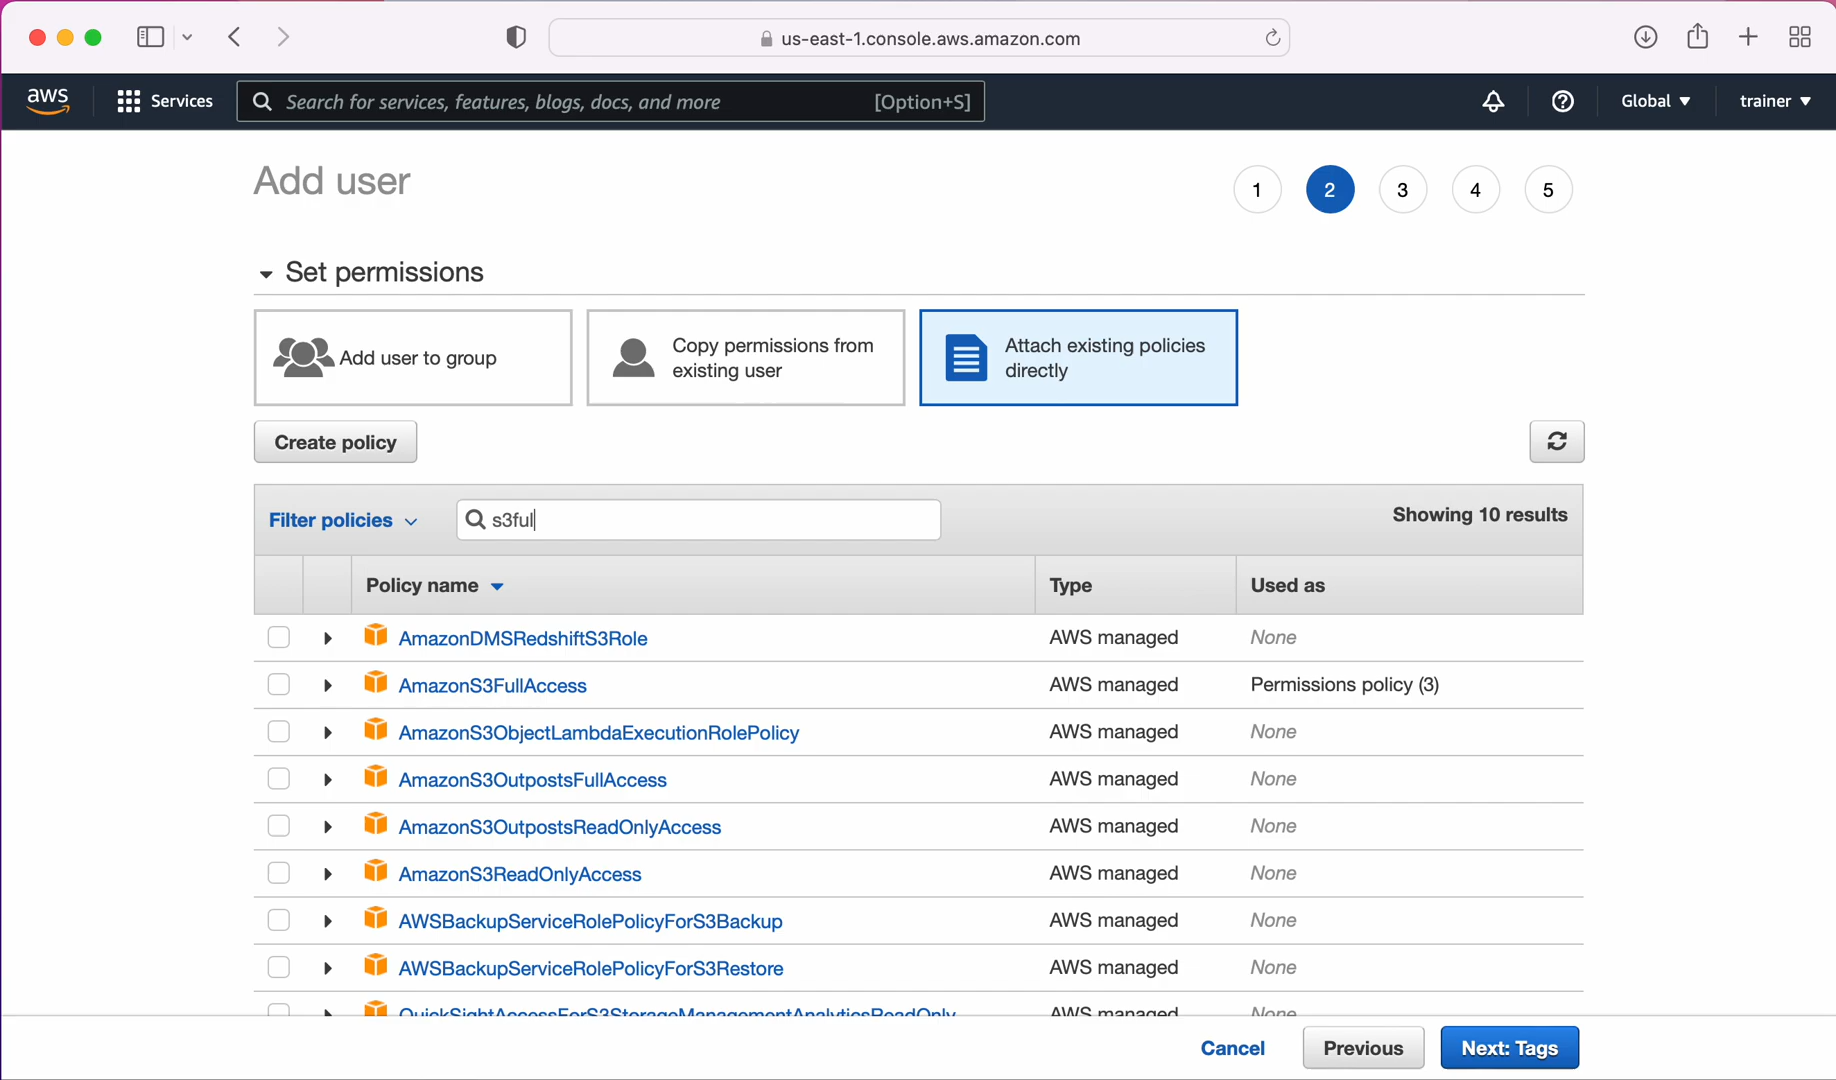 us-east-1.console.aws.amazon.com
aws
Services
Search for services, features, blogs, docs, and more
[Option+S]
Global
trainer
Add user
1
2
3
4
5
Set permissions
Add user to group
Copy permissions from
existing user
Attach existing policies
directly
Create policy
Filter policies
s3ful
Showing 10 results
Policy name
Type
Used as
AmazonDMSRedshiftS3Role
AWS managed
None
AmazonS3FullAccess
AWS managed
Permissions policy (3)
AmazonS3ObjectLambdaExecutionRolePolicy
AWS managed
None
AmazonS3OutpostsFullAccess
AWS managed
None
AmazonS3OutpostsReadOnlyAccess
AWS managed
None
AmazonS3ReadOnlyAccess
AWS managed
None
AWSBackupServiceRolePolicyForS3Backup
AWS managed
None
AWSBackupServiceRolePolicyForS3Restore
AWS managed
None
QuickSightAccessForS3StorageManagementAnalyticsReadOnly
AWS managed
None
Cancel
Previous
Next: Tags